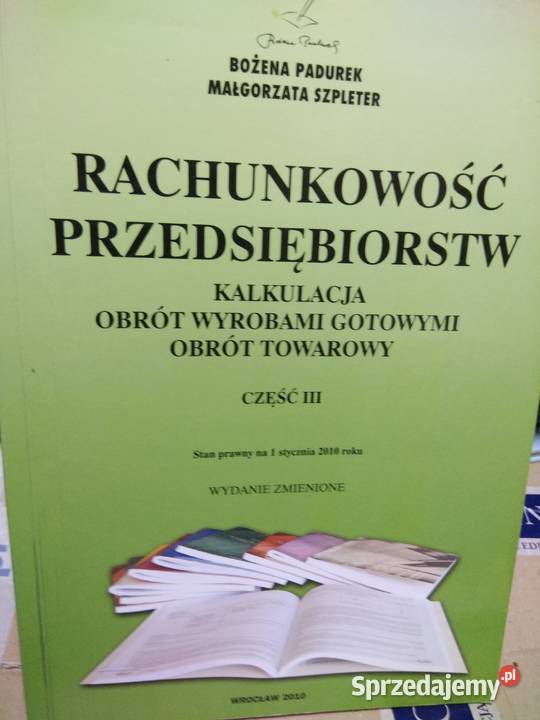 BOŻENA PADUREK
MAŁGORZATA SZPLETER
RACHUNKOWOŚĆ
PRZEDSIĘBIORSTW
KALKULACJA
OBRÓT WYROBAMI GOTOWYMI
OBRÓT TOWAROWY
CZĘŚĆ III
Stan prawny na 1 stycznia 2010 roku
WYDANIE ZMIENIONE
WROCŁAW 2010
Sprzedajemy.pl